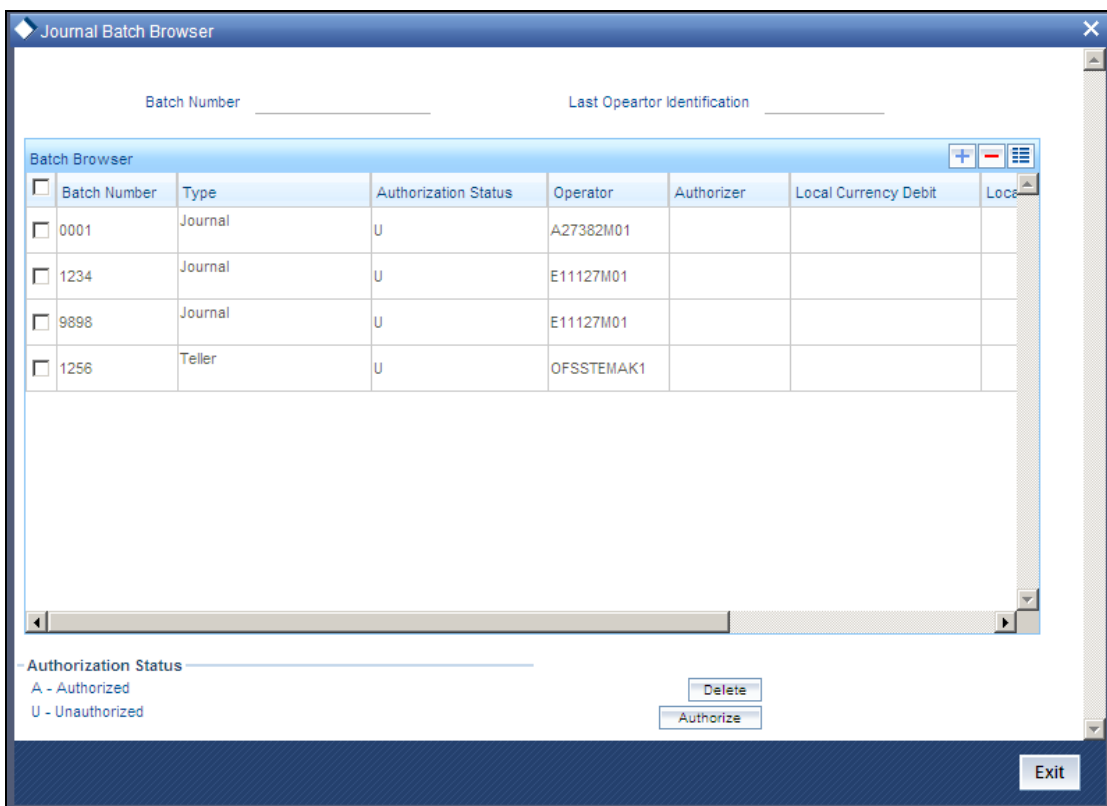 Journal Batch Browser
Batch Number
Last Opeartor Identification
Batch Browser
Batch Number Type Authorization Status Operator Authorizer Local Currency Debit Loca
0001 Journal U A27382M01
1234 Journal U E11127M01
9898 Journal U E11127M01
1256 Teller U OFSSTEMAK1
Authorization Status
A - Authorized
U - Unauthorized
Delete
Authorize
Exit